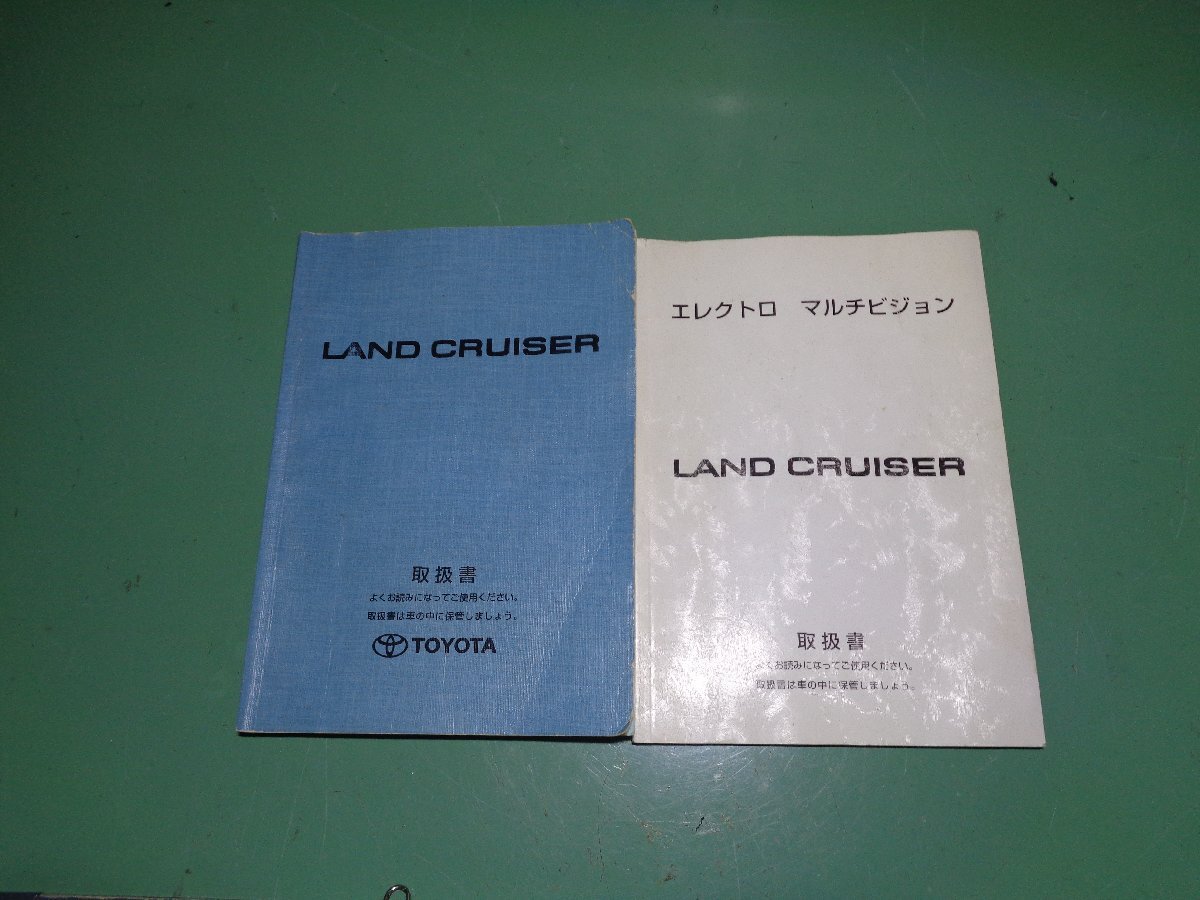 LAND CRUISER
取扱書
よくお読みになってご使用ください。
取扱書は車の中に保管しましょう。
TOYOTA
エレクトロ マルチビジョン
LAND CRUISER
取扱書
よくお読みになってご使用ください。
取扱書は車の中に保管しましょう。